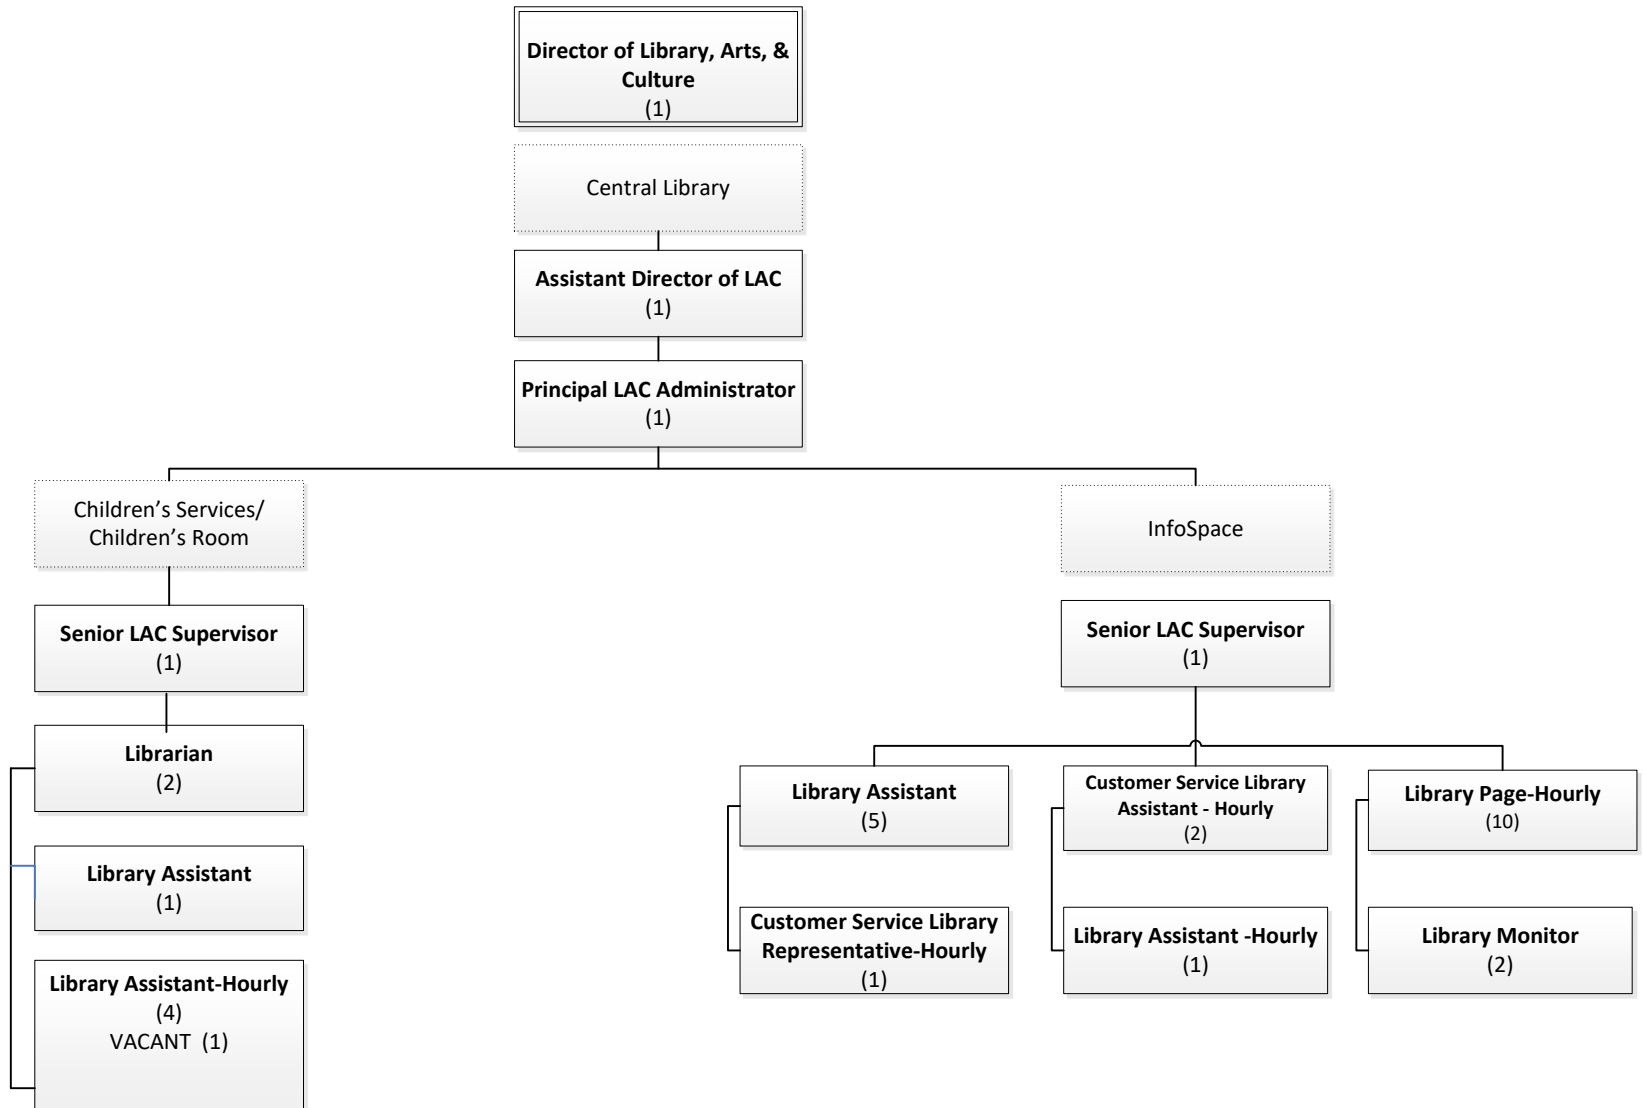 Director of Library, Arts, &
Culture
(1)
Central Library
Assistant Director of LAC
(1)
Principal LAC Administrator
(1)
Children’s Services/
Children’s Room
InfoSpace
Senior LAC Supervisor
(1)
Senior LAC Supervisor
(1)
Librarian
(2)
Library Assistant
(5)
Customer Service Library
Assistant - Hourly
(2)
Library Page-Hourly
(10)
Library Assistant
(1)
Customer Service Library
Representative-Hourly
(1)
Library Assistant -Hourly
(1)
Library Monitor
(2)
Library Assistant-Hourly
(4)
VACANT (1)